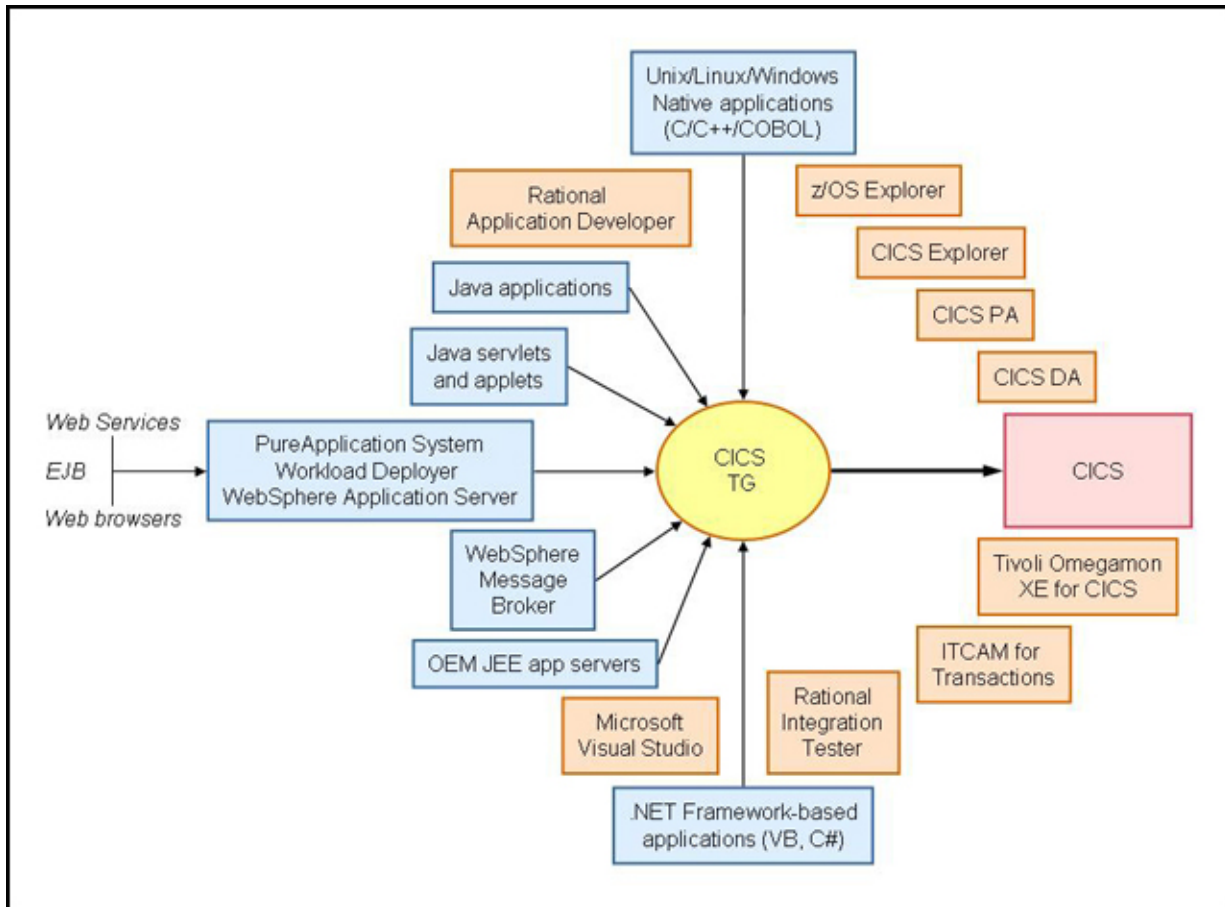 Unix/Linux/Windows
Native applications
(C/C++/COBOL)
Rational
Application Developer
z/OS Explorer
CICS Explorer
Java applications
CICS PA
Java servlets
and applets
CICS DA
Web Services
EJB
Web browsers
PureApplication System
Workload Deployer
WebSphere Application Server
CICS
TG
CICS
WebSphere
Message
Broker
Tivoli Omegamon
XE for CICS
OEM JEE app servers
ITCAM for
Transactions
Microsoft
Visual Studio
Rational
Integration
Tester
.NET Framework-based
applications (VB, C#)